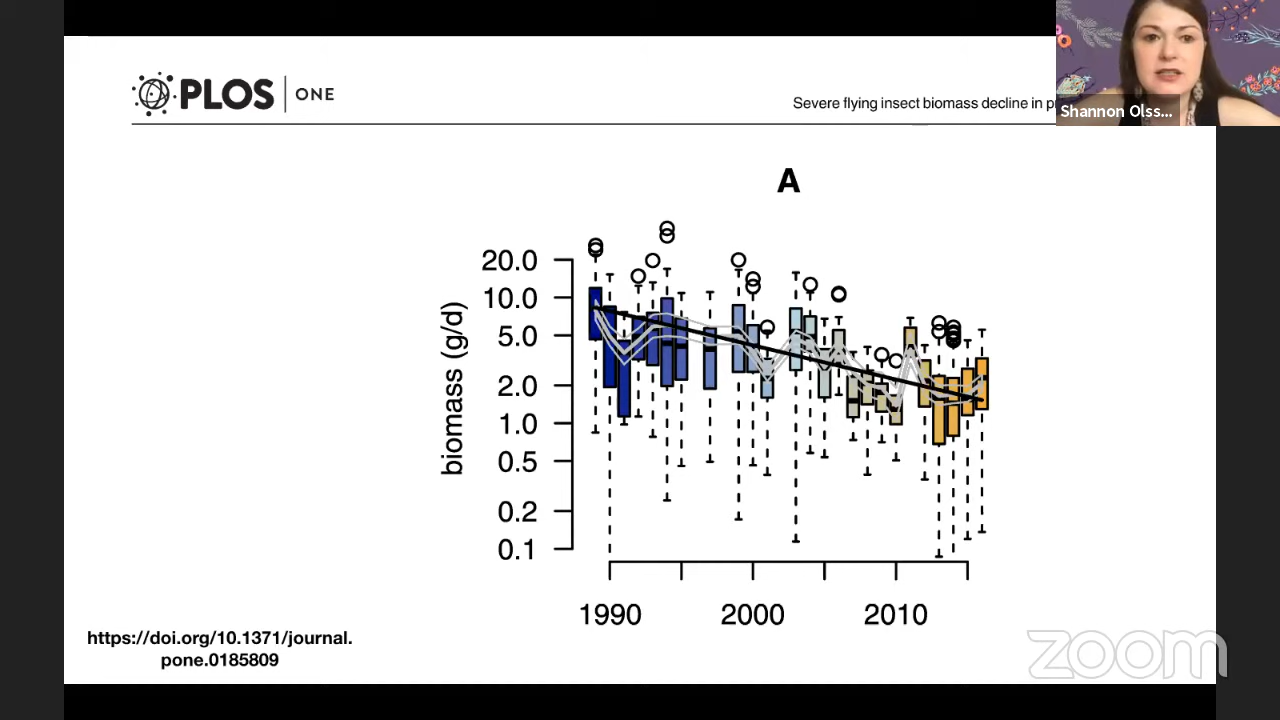 PLOS ONE
Severe flying insect biomass decline in
Shannon Olss...
A
20.0
10.0
5.0
2.0
1.0
0.5
0.2
0.1
biomass (g/d)
1990 2000 2010
https://doi.org/10.1371/journal.
pone.0185809
zoom